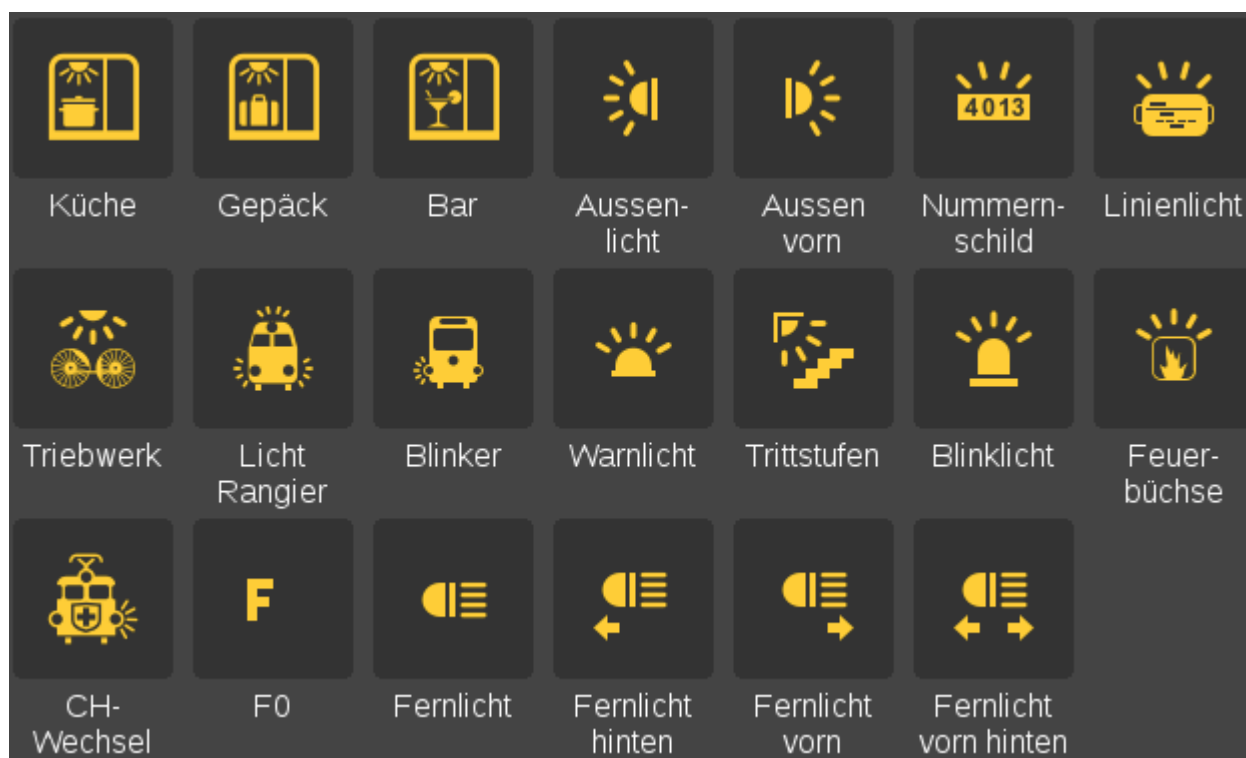 4013
Küche
Gepäck
Bar
Aussen-
licht
Aussen
vorn
Nummern-
schild
Linienlicht
Triebwerk
Licht
Rangier
Blinker
Warnlicht
Trittstufen
Blinklicht
Feuer-
büchse
F
CH-
Wechsel
F0
Fernlicht
Fernlicht
hinten
Fernlicht
vorn
Fernlicht
vorn hinten